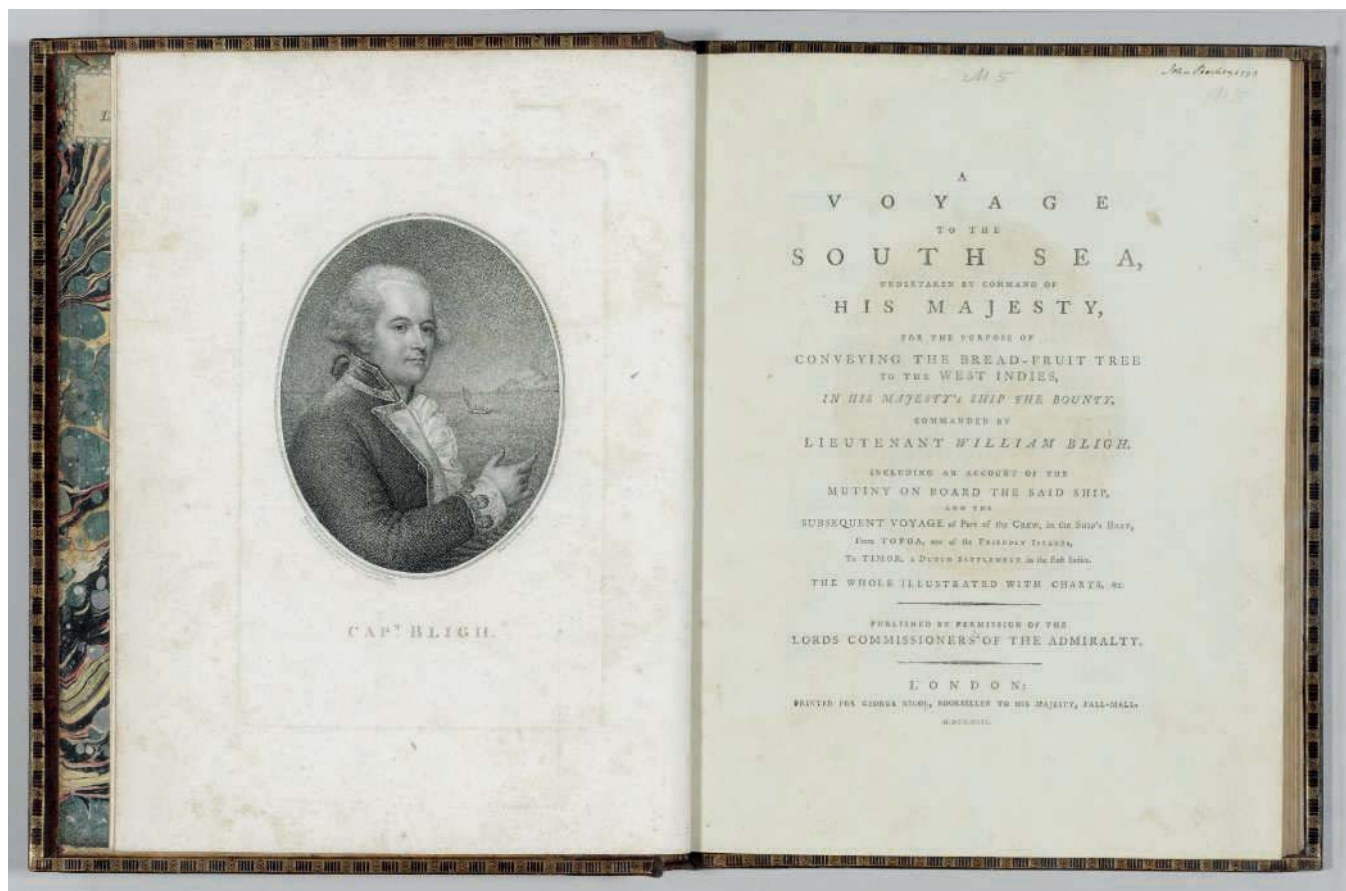 L
CAPT. BLIGH.
M 5
A
VOYAGE
TO THE
SOUTH SEA,
UNDERTAKEN BY COMMAND OF
HIS MAJESTY,
FOR THE PURPOSE OF
CONVEYING THE BREAD-FRUIT TREE
TO THE WEST INDIES,
IN HIS MAJESTY'S SHIP THE BOUNTY,
COMMANDED BY
LIEUTENANT WILLIAM BLIGH.
INCLUDING AN ACCOUNT OF THE
MUTINY ON BOARD THE SAID SHIP,
AND THE
SUBSEQUENT VOYAGE of Part of the CREW, in the SHIP'S BOAT,
From TOFOA, one of the FRIENDLY ISLANDS,
To TIMOR, a DUTCH SETTLEMENT in the East Indies.
THE WHOLE ILLUSTRATED WITH CHARTS, &c.
PUBLISHED BY PERMISSION OF THE
LORDS COMMISSIONERS OF THE ADMIRALTY.
LONDON:
PRINTED FOR GEORGE NICOL, BOOKSELLER TO HIS MAJESTY, PALL-MALL.
M.DCC.XCII.